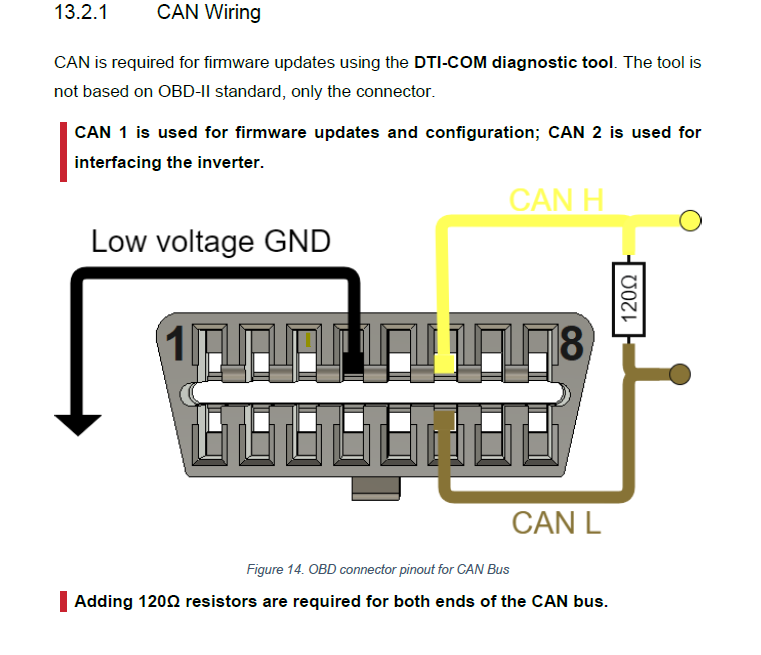 13.2.1 CAN Wiring
CAN is required for firmware updates using the DTI-COM diagnostic tool. The tool is
not based on OBD-II standard, only the connector.
CAN 1 is used for firmware updates and configuration; CAN 2 is used for
interfacing the inverter.
CAN H
Low voltage GND
120Ω
1
8
CAN L
Figure 14. OBD connector pinout for CAN Bus
Adding 120Ω resistors are required for both ends of the CAN bus.